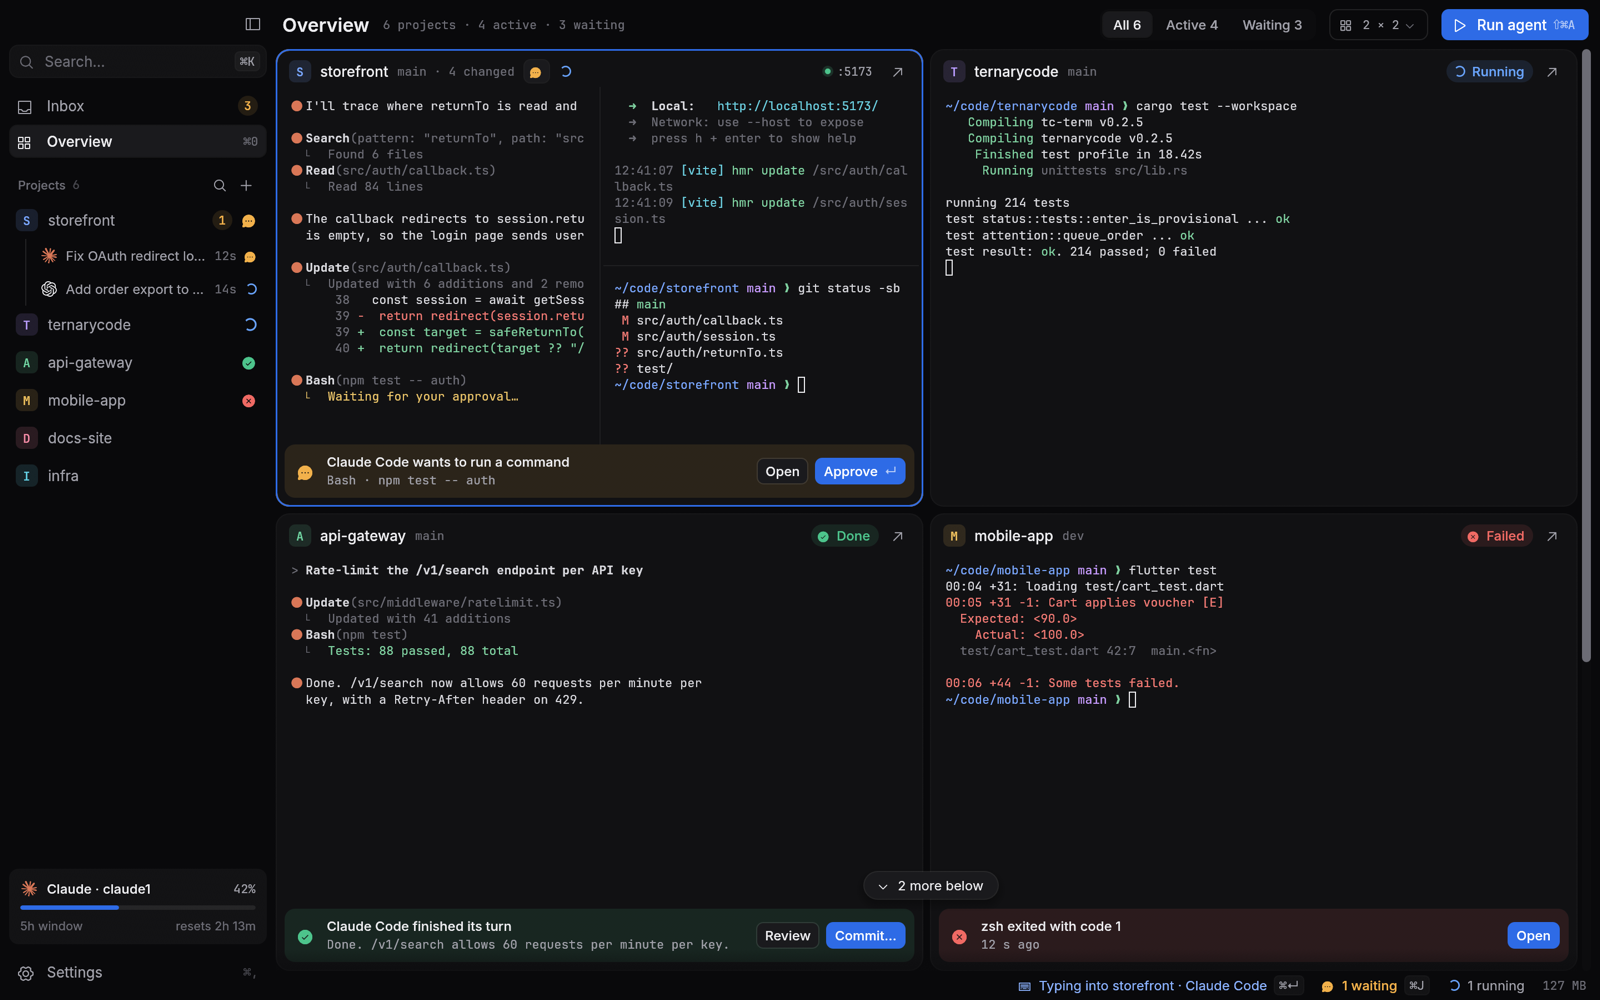 Overview
6 projects · 4 active · 3 waiting
All 6
Active 4
Waiting 3
2 × 2
Run agent ⇧⌘A
Search... ⌘K
Inbox 3
Overview ⌘0
Projects 6
S storefront 1
Fix OAuth redirect lo... 12s
Add order export to ... 14s
T ternarycode
A api-gateway
M mobile-app
D docs-site
I infra
Claude · claude1 42%
5h window resets 2h 13m
Settings ⌘,
S storefront main · 4 changed :5173
I'll trace where returnTo is read and
Search(pattern: "returnTo", path: "src
└ Found 6 files
Read(src/auth/callback.ts)
└ Read 84 lines
The callback redirects to session.retu
is empty, so the login page sends user
Update(src/auth/callback.ts)
└ Updated with 6 additions and 2 remo
38 const session = await getSess
39 - return redirect(session.retu
39 + const target = safeReturnTo(
40 + return redirect(target ?? "/
Bash(npm test -- auth)
└ Waiting for your approval…
➜ Local: http://localhost:5173/
➜ Network: use --host to expose
➜ press h + enter to show help
12:41:07 [vite] hmr update /src/auth/cal
lback.ts
12:41:09 [vite] hmr update /src/auth/ses
sion.ts
~/code/storefront main ❯ git status -sb
## main
M src/auth/callback.ts
M src/auth/session.ts
?? src/auth/returnTo.ts
?? test/
~/code/storefront main ❯
Claude Code wants to run a command
Bash · npm test -- auth
Open
Approve ↵
T ternarycode main Running
~/code/ternarycode main ❯ cargo test --workspace
Compiling tc-term v0.2.5
Compiling ternarycode v0.2.5
Finished test profile in 18.42s
Running unittests src/lib.rs
running 214 tests
test status::tests::enter_is_provisional ... ok
test attention::queue_order ... ok
test result: ok. 214 passed; 0 failed
A api-gateway main Done
> Rate-limit the /v1/search endpoint per API key
Update(src/middleware/ratelimit.ts)
└ Updated with 41 additions
Bash(npm test)
└ Tests: 88 passed, 88 total
Done. /v1/search now allows 60 requests per minute per
key, with a Retry-After header on 429.
Claude Code finished its turn
Done. /v1/search allows 60 requests per minute per key.
Review
Commit...
M mobile-app dev Failed
~/code/mobile-app main ❯ flutter test
00:04 +31: loading test/cart_test.dart
00:05 +31 -1: Cart applies voucher [E]
Expected: <90.0>
Actual: <100.0>
test/cart_test.dart 42:7 main.<fn>
00:06 +44 -1: Some tests failed.
~/code/mobile-app main ❯
2 more below
zsh exited with code 1
12 s ago
Open
Typing into storefront · Claude Code ⌘↵
1 waiting ⌘J
1 running
127 MB